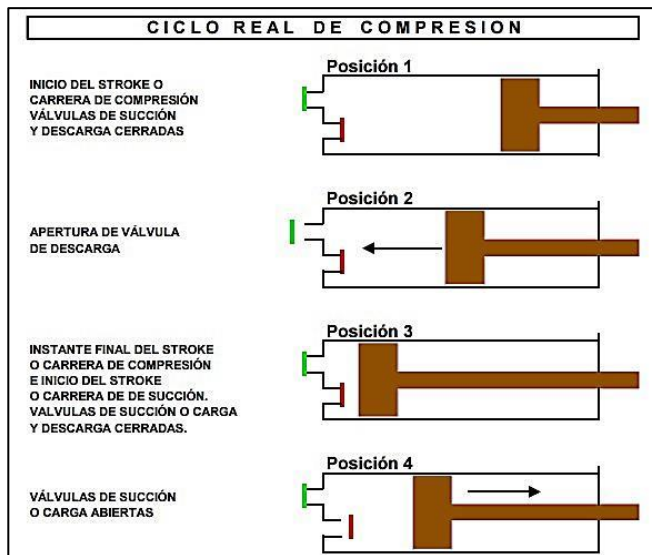 CICLO REAL DE COMPRESION
Posición 1
INICIO DEL STROKE O
CARRERA DE COMPRESIÓN
VÁLVULAS DE SUCCIÓN
Y DESCARGA CERRADAS
Posición 2
APERTURA DE VÁLVULA
DE DESCARGA
Posición 3
INSTANTE FINAL DEL STROKE
O CARRERA DE COMPRESIÓN
E INICIO DEL STROKE
O CARRERA DE DE SUCCIÓN.
VALVULAS DE SUCCIÓN O CARGA
Y DESCARGA CERRADAS.
Posición 4
VÁLVULAS DE SUCCIÓN
O CARGA ABIERTAS